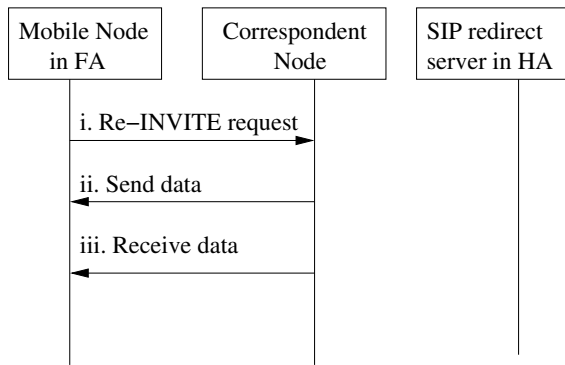 Mobile Node
in FA
Correspondent
Node
SIP redirect
server in HA
i. Re−INVITE request
ii. Send data
iii. Receive data